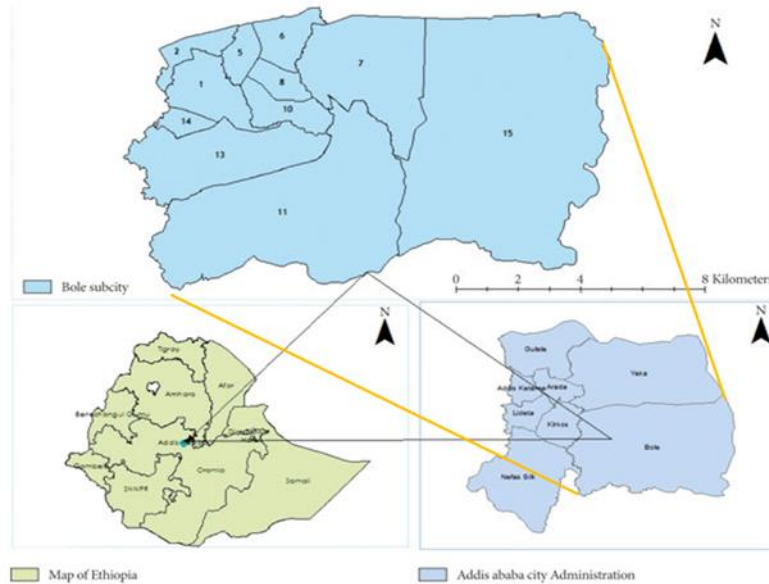 N
2
5
6
7
1
8
10
14
15
13
11
Bole subcity
0 2 4 8 Kilometers
N
N
Tigray
Afar
Amhara
Addis
Oromia
Somali
SNNPR
Gulele
Yeka
Addis Ketema
Arada
Lideta
Kirkos
Bole
Nefas Silk
Map of Ethiopia
Addis ababa city Administration